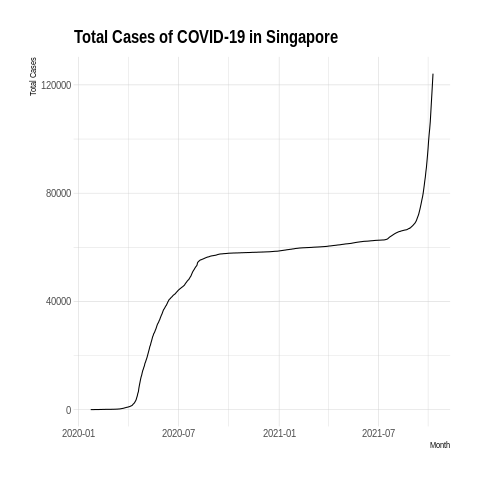 Total Cases of COVID-19 in Singapore
Total Cases
120000
80000
40000
0
2020-01 2020-07 2021-01 2021-07
Month